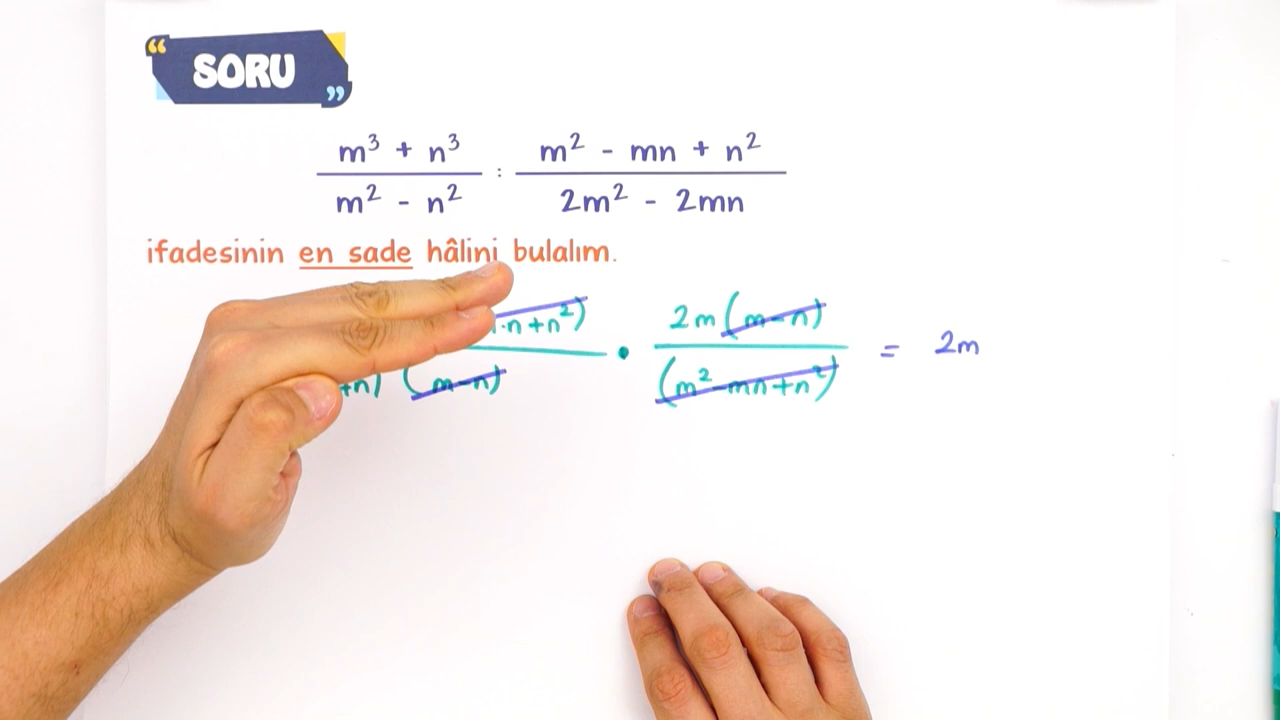 SORU
m³ + n³ : m² - mn + n²
m² - n² 2m² - 2mn
ifadesinin en sade hâlini bulalım.
·n+n²) 2m(m-n)
+n) (m-n) • (m²-mn+n²) = 2m